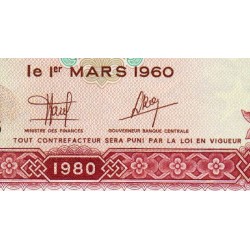 le 1er MARS 1960
MINISTRE DES FINANCES GOUVERNEUR BANQUE CENTRALE
TOUT CONTREFACTEUR SERA PUNI PAR LA LOI EN VIGUEUR
1980